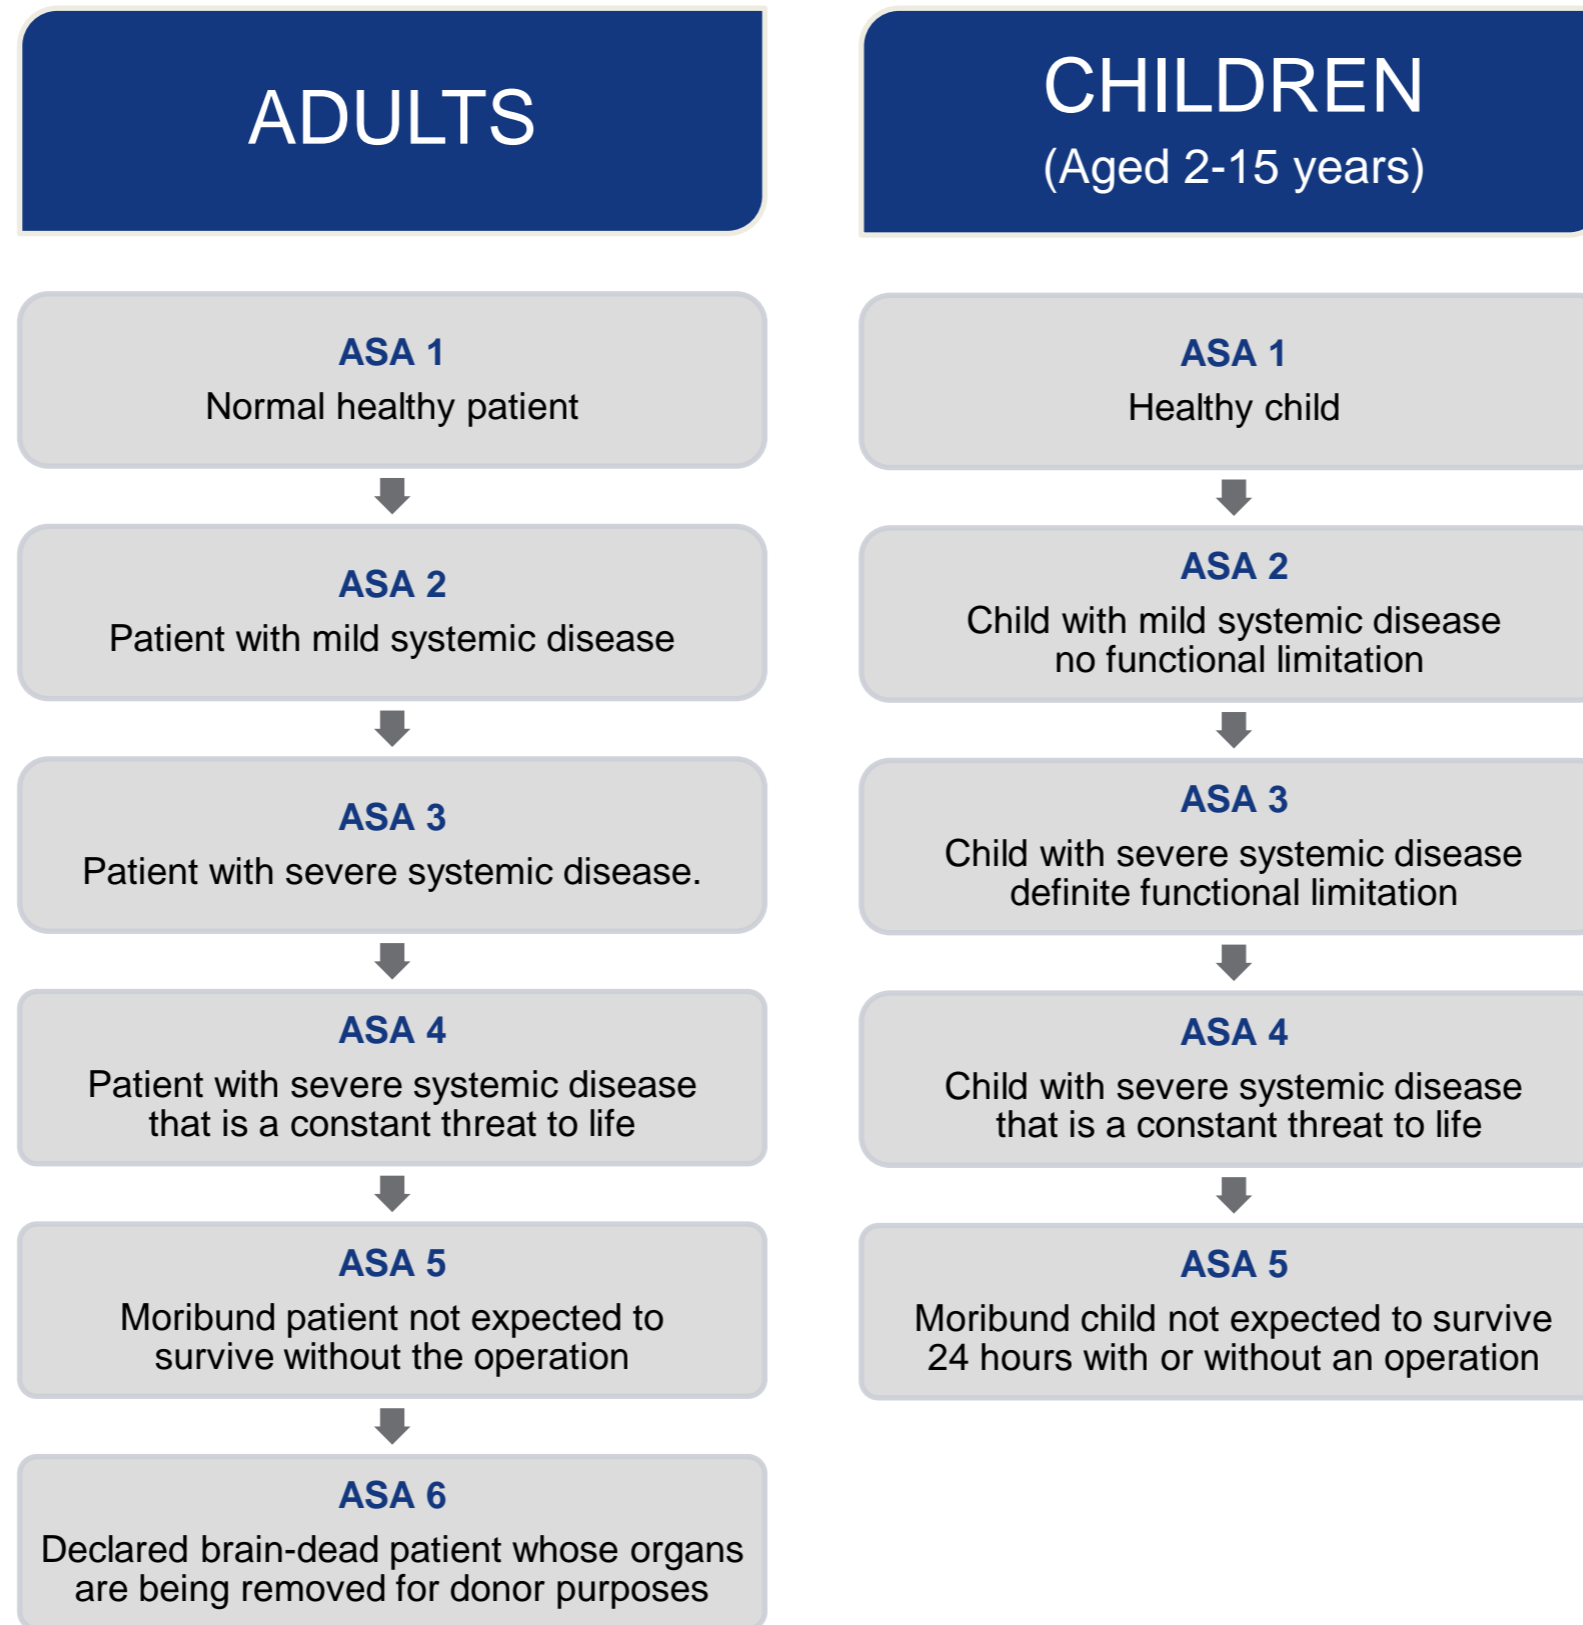 ADULTS
ASA 1
Normal healthy patient
ASA 2
Patient with mild systemic disease
ASA 3
Patient with severe systemic disease.
ASA 4
Patient with severe systemic disease
that is a constant threat to life
ASA 5
Moribund patient not expected to
survive without the operation
ASA 6
Declared brain-dead patient whose organs
are being removed for donor purposes
CHILDREN
(Aged 2-15 years)
ASA 1
Healthy child
ASA 2
Child with mild systemic disease
no functional limitation
ASA 3
Child with severe systemic disease
definite functional limitation
ASA 4
Child with severe systemic disease
that is a constant threat to life
ASA 5
Moribund child not expected to survive
24 hours with or without an operation